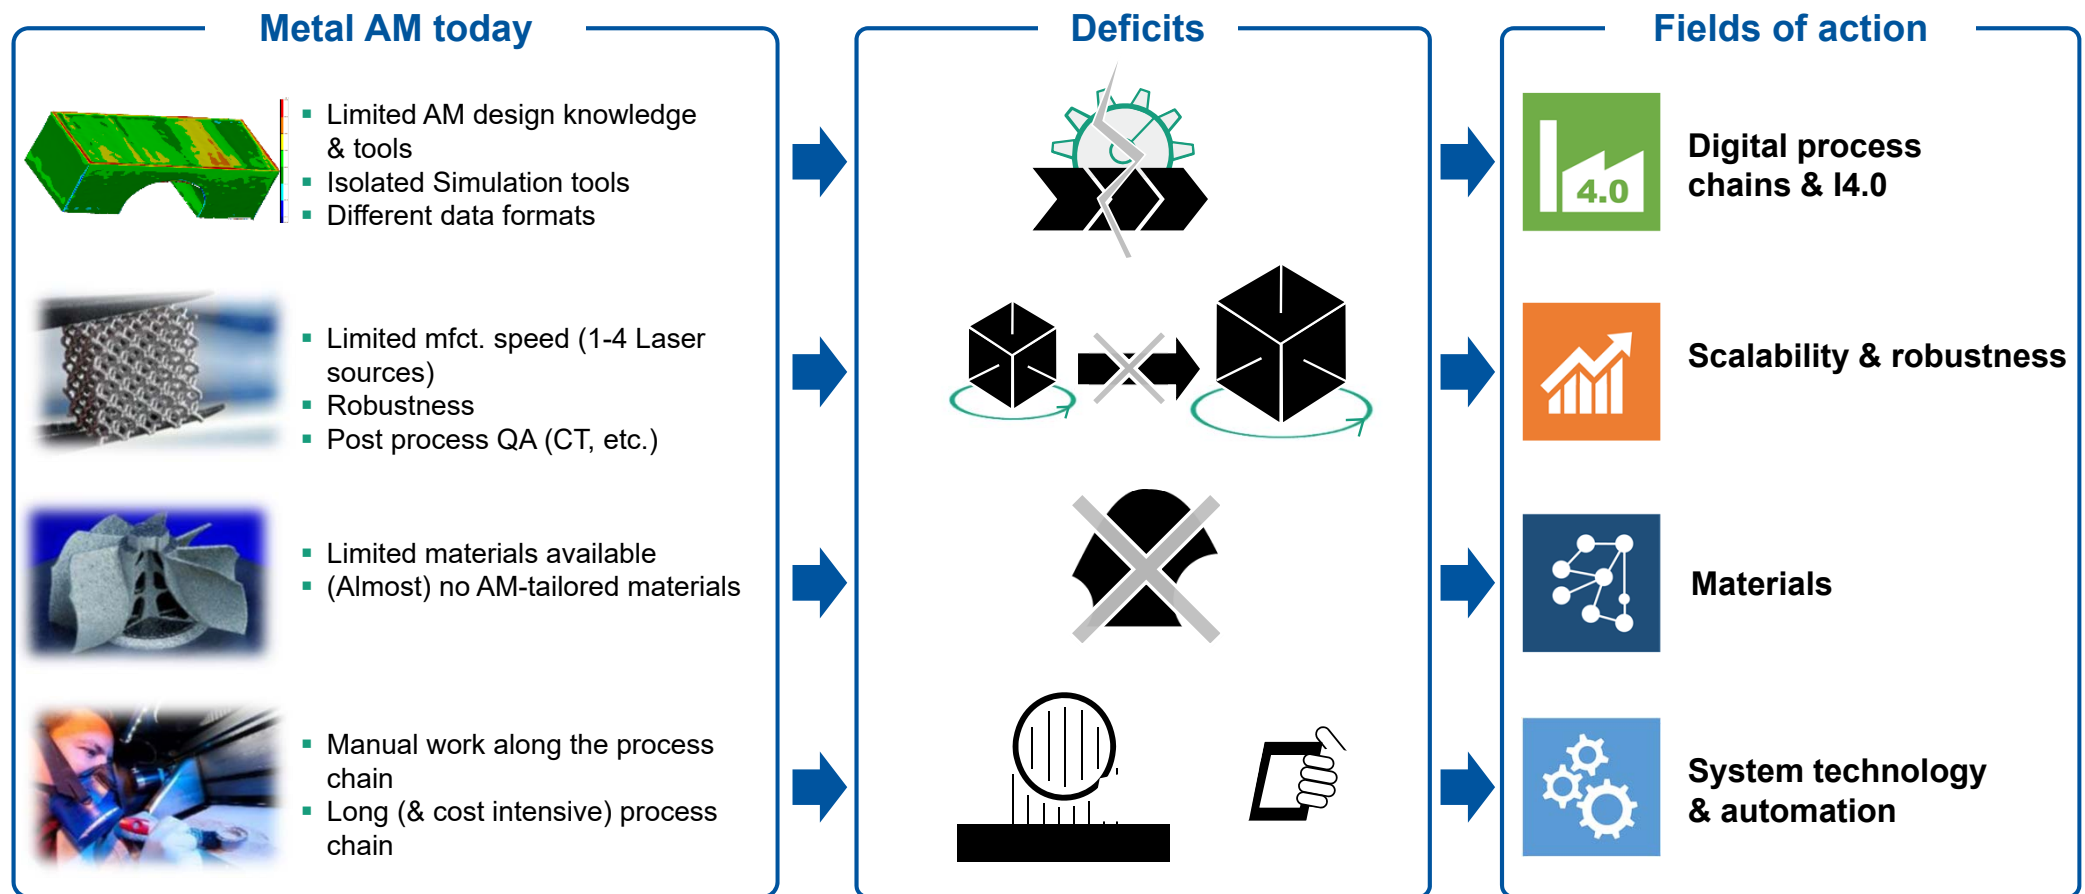 Metal AM today
Deficits
Fields of action
Limited AM design knowledge
& tools
Isolated Simulation tools
Different data formats
4.0
Digital process
chains & I4.0
Limited mfct. speed (1-4 Laser
sources)
Robustness
Post process QA (CT, etc.)
Scalability & robustness
Limited materials available
(Almost) no AM-tailored materials
Materials
Manual work along the process
chain
Long (& cost intensive) process
chain
System technology
& automation